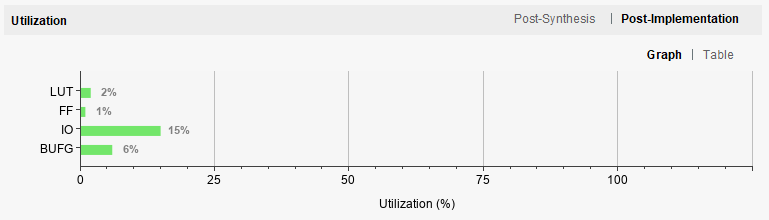 Utilization Post-Synthesis | Post-Implementation
Graph | Table
LUT 2%
FF 1%
IO 15%
BUFG 6%
0 25 50 75 100
Utilization (%)